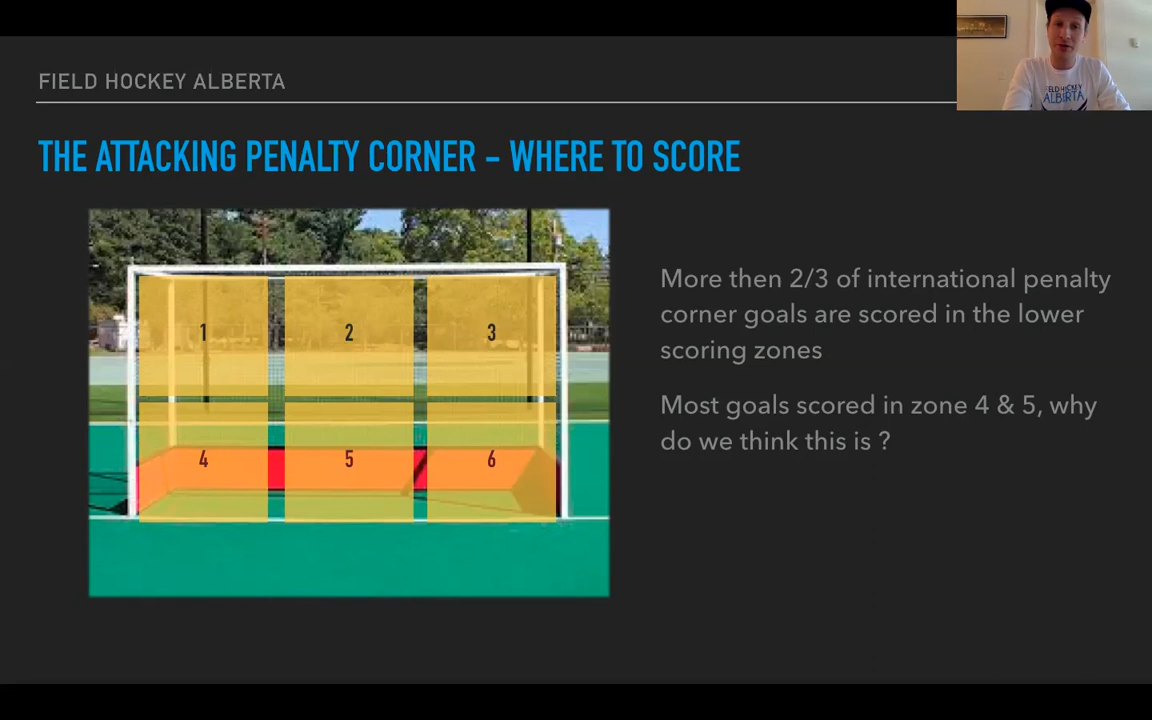 FIELD HOCKEY ALBERTA
THE ATTACKING PENALTY CORNER - WHERE TO SCORE
1 2 3
4 5 6
More then 2/3 of international penalty
corner goals are scored in the lower
scoring zones
Most goals scored in zone 4 & 5, why
do we think this is ?
HOCKEY
ALBERTA